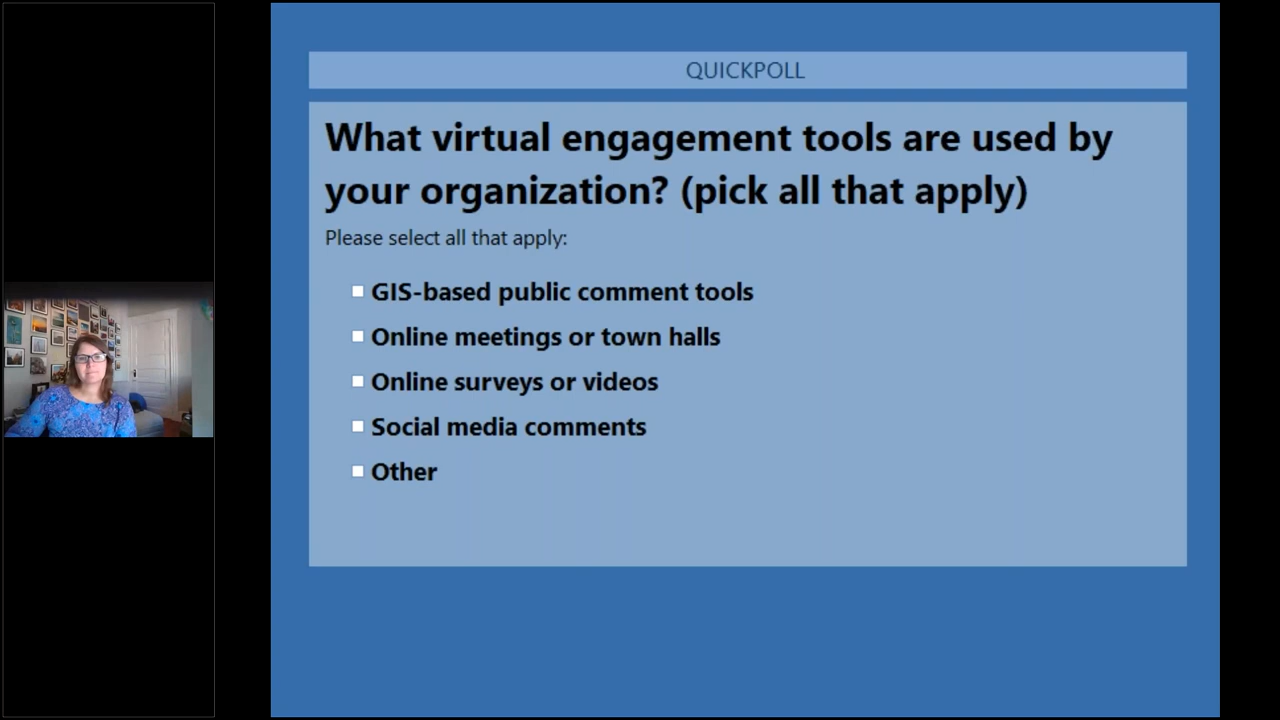 QUICKPOLL
What virtual engagement tools are used by
your organization? (pick all that apply)
Please select all that apply:
GIS-based public comment tools
Online meetings or town halls
Online surveys or videos
Social media comments
Other